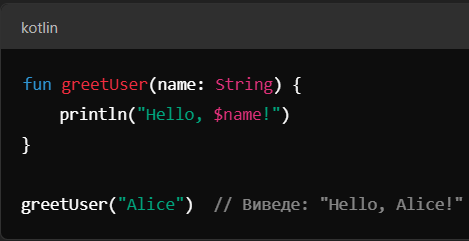 kotlin
fun greetUser(name: String) {
    println("Hello, $name!")
}
greetUser("Alice")  // Виведе: "Hello, Alice!"